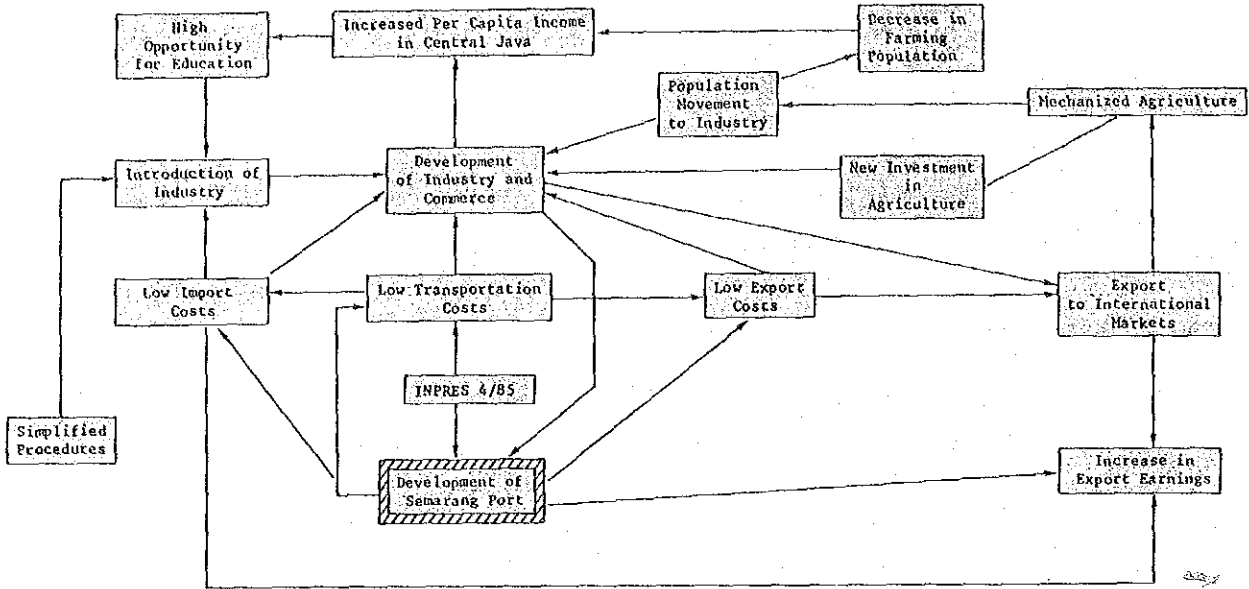 High
Opportunity
for Education
Increased Per Capita Income
in Central Java
Decrease in
Farming
Population
Population
Movement
to Industry
Mechanized Agriculture
Introduction of
Industry
Development
of Industry and
Commerce
New Investment
in
Agriculture
Low Import
Costs
Low Transportation
Costs
Low Export
Costs
Export
to International
Markets
INPRES 4/85
Simplified
Procedures
Development of
Semarang Port
Increase in
Export Earnings